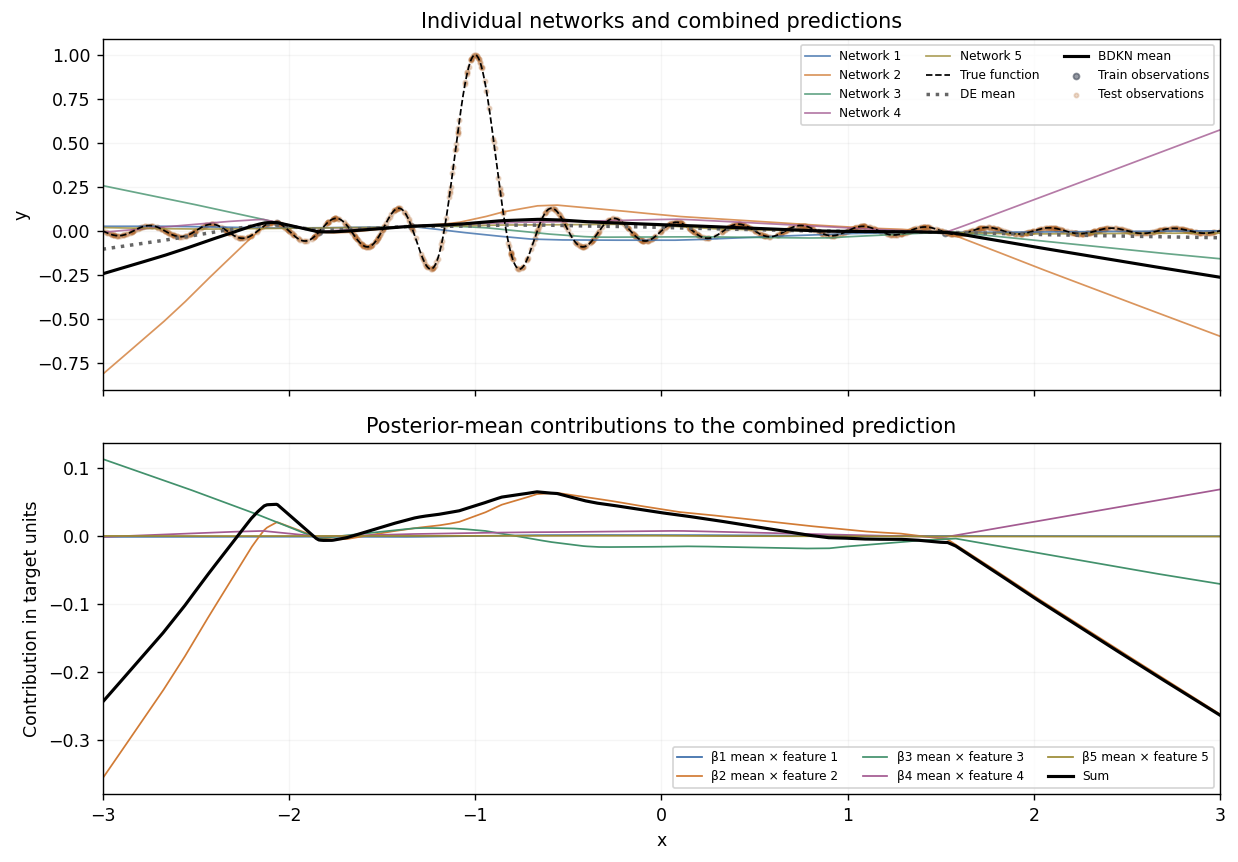 Individual networks and combined predictions
y
1.00
0.75
0.50
0.25
0.00
−0.25
−0.50
−0.75
Network 1
Network 2
Network 3
Network 4
Network 5
True function
DE mean
BDKN mean
Train observations
Test observations
Posterior-mean contributions to the combined prediction
Contribution in target units
0.1
0.0
−0.1
−0.2
−0.3
β1 mean × feature 1
β2 mean × feature 2
β3 mean × feature 3
β4 mean × feature 4
β5 mean × feature 5
Sum
−3 −2 −1 0 1 2 3
x